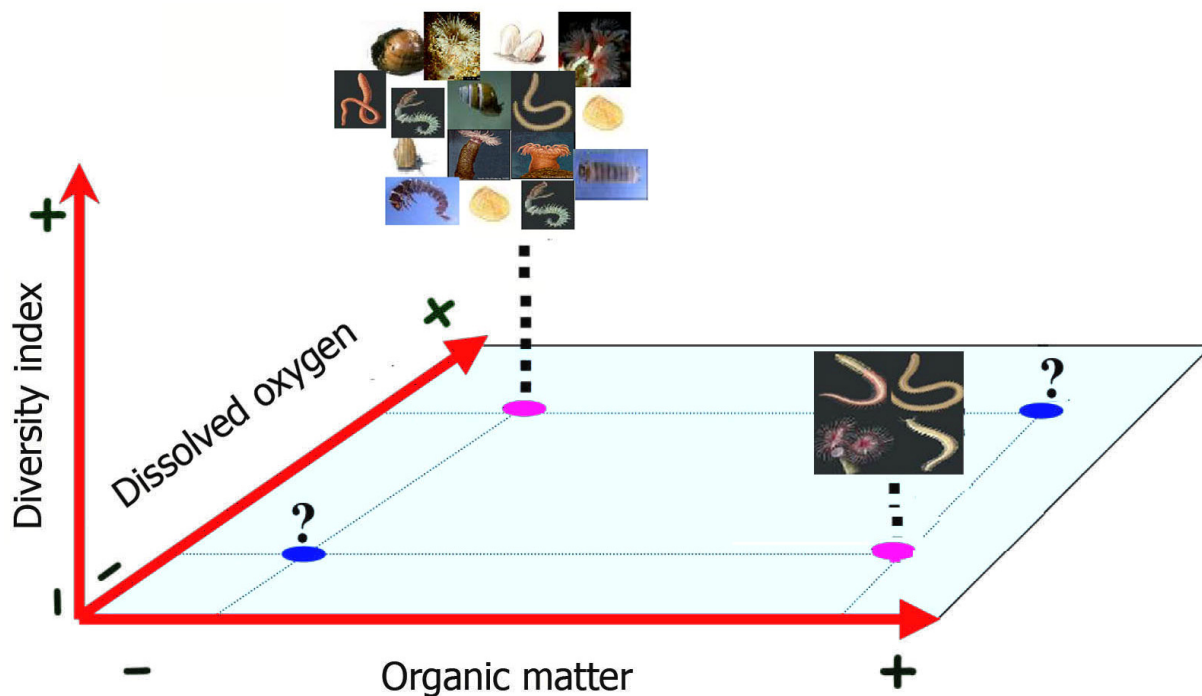 +
Diversity index
Dissolved oxygen
+
?
?
−
−
−
Organic matter
+